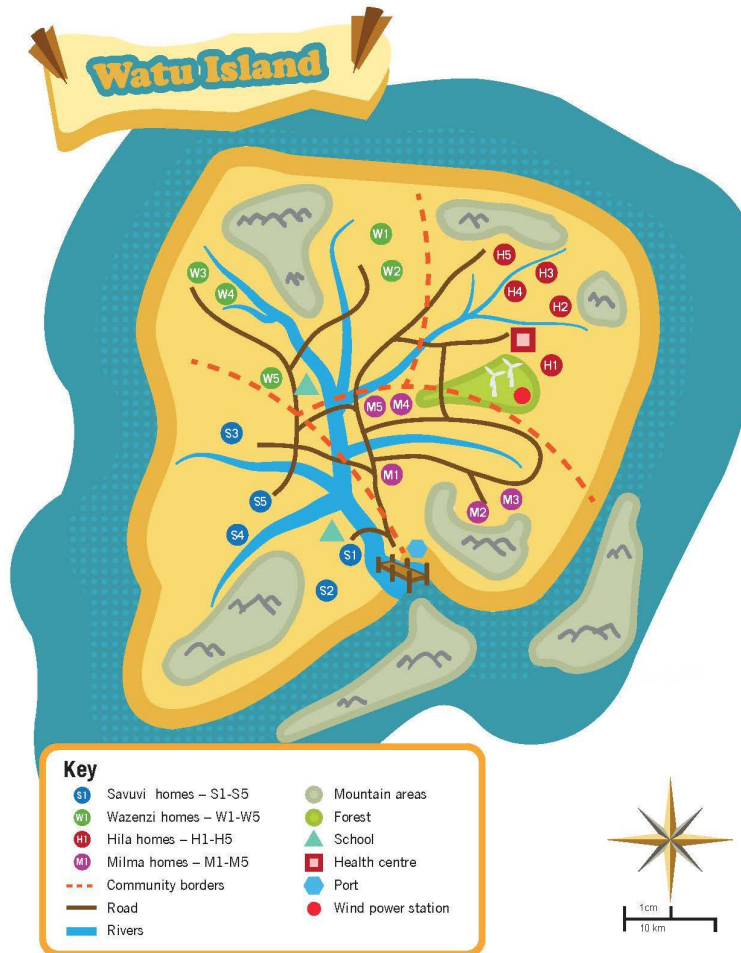 Watu Island
W1
W2
W3
W4
H5
H3
H4
H2
H1
W5
M5
M4
S3
M1
S5
M3
M2
S4
S1
S2
Key
S1 Savuvi homes – S1-S5
W1 Wazenzi homes – W1-W5
H1 Hila homes – H1-H5
M1 Milma homes – M1-M5
Community borders
Road
Rivers
Mountain areas
Forest
School
Health centre
Port
Wind power station
1cm
10 km